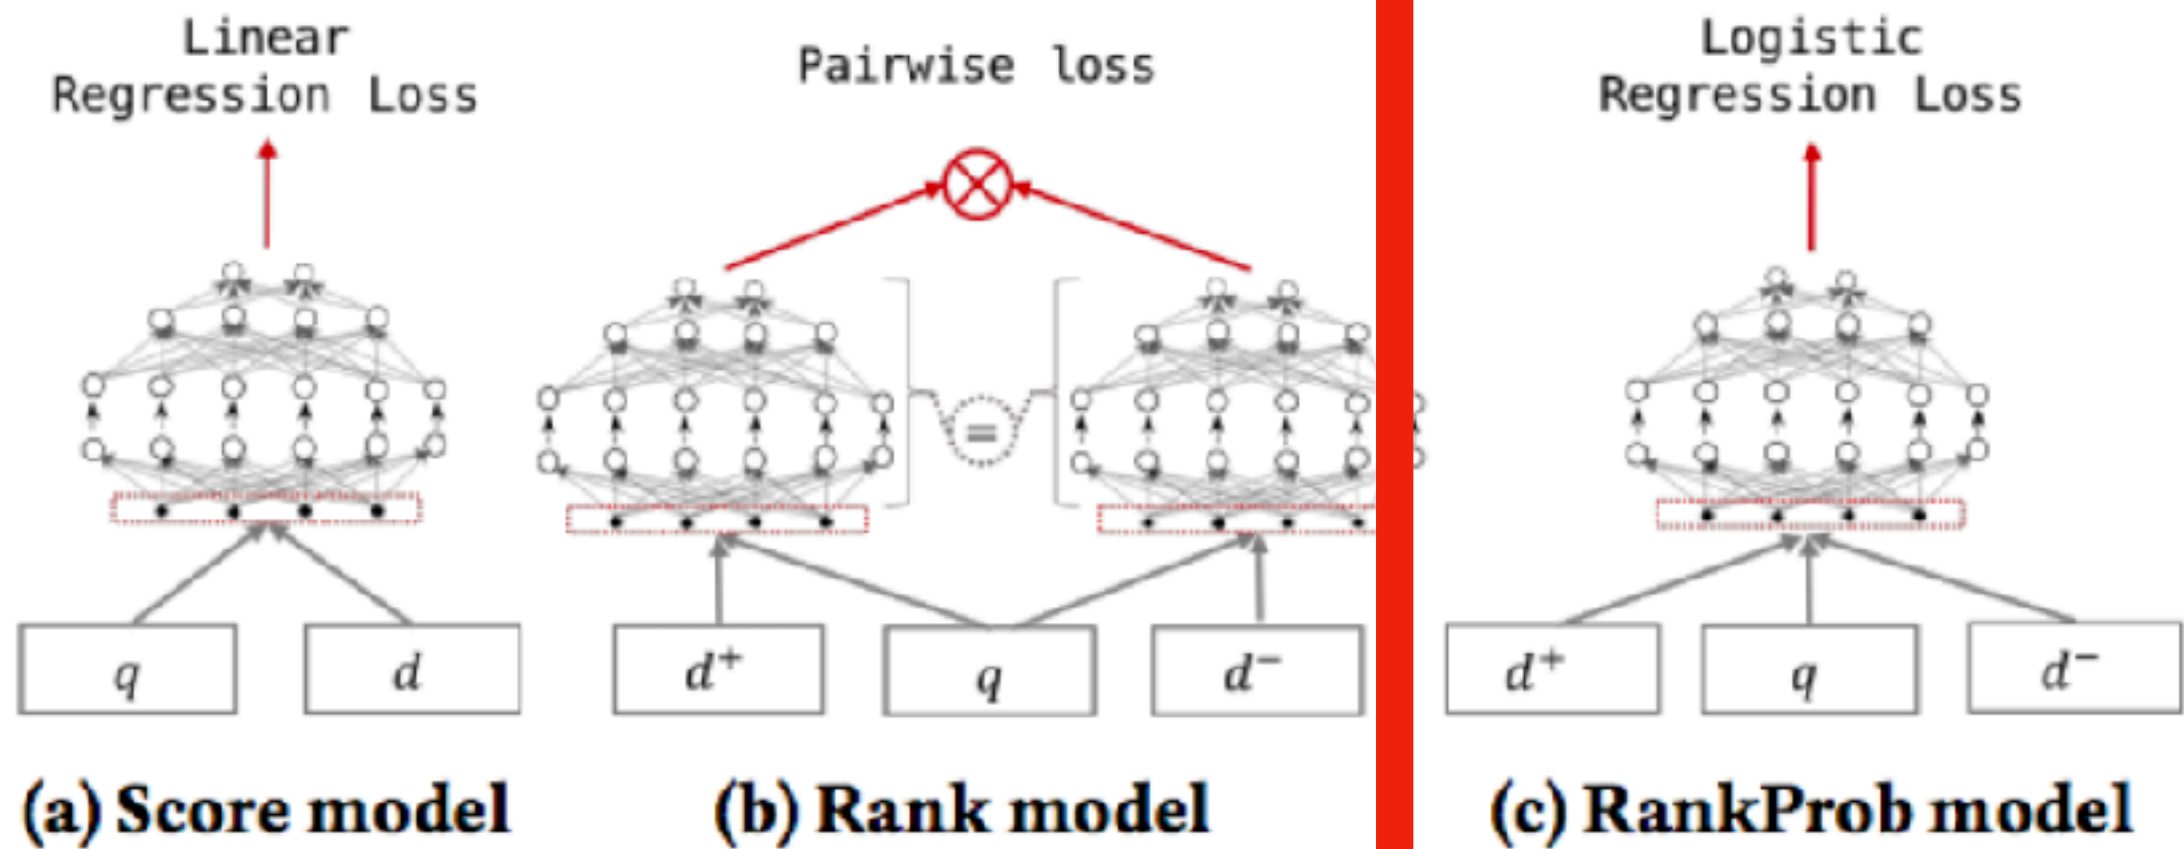 Linear
Regression Loss
Pairwise loss
Logistic
Regression Loss
=
q
d
d+
q
d−
d+
q
d−
(a) Score model
(b) Rank model
(c) RankProb model